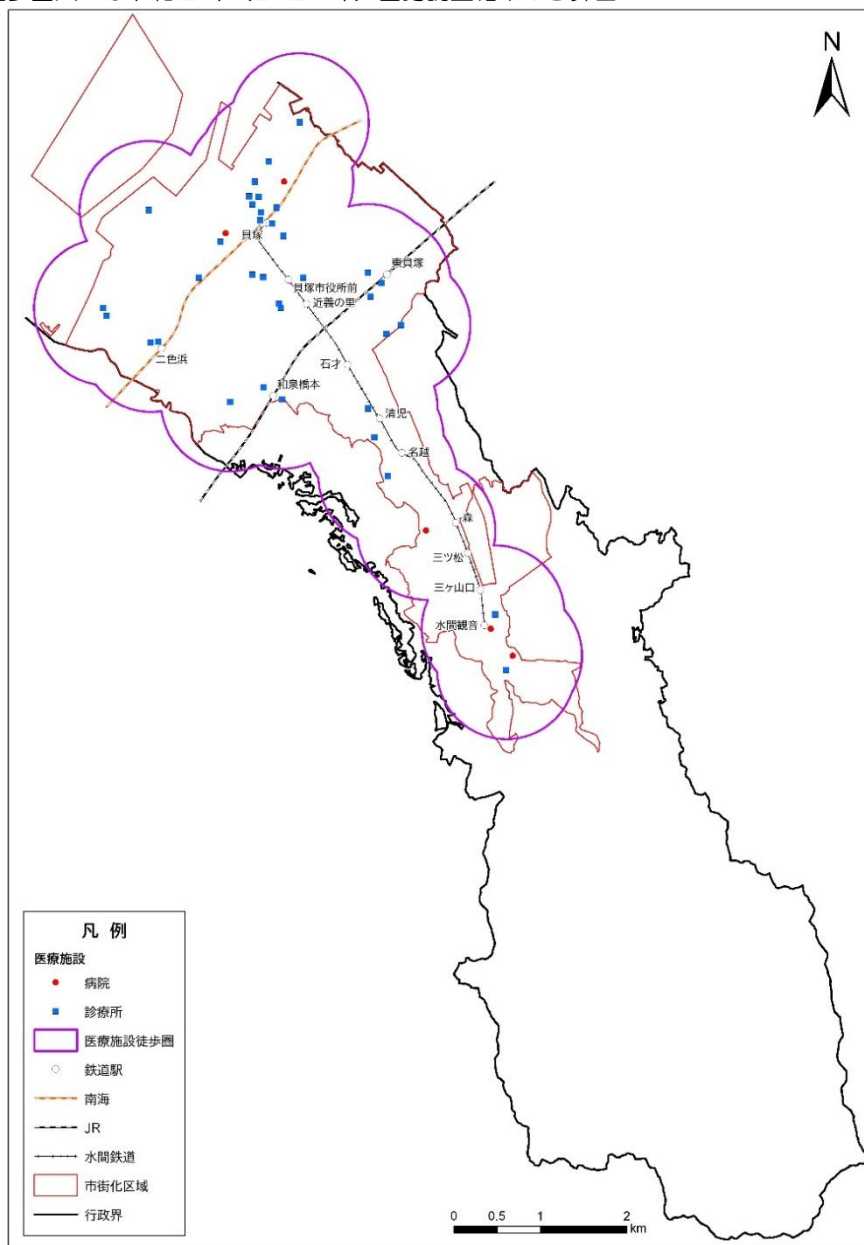 N
貝塚
東貝塚
貝塚市役所前
近義の里
二色浜
石才
和泉橋本
清児
名越
森
三ツ松
三ケ山口
水間観音
凡 例
医療施設
病院
診療所
医療施設徒歩圏
鉄道駅
南海
JR
水間鉄道
市街化区域
行政界
0 0.5 1 2
km